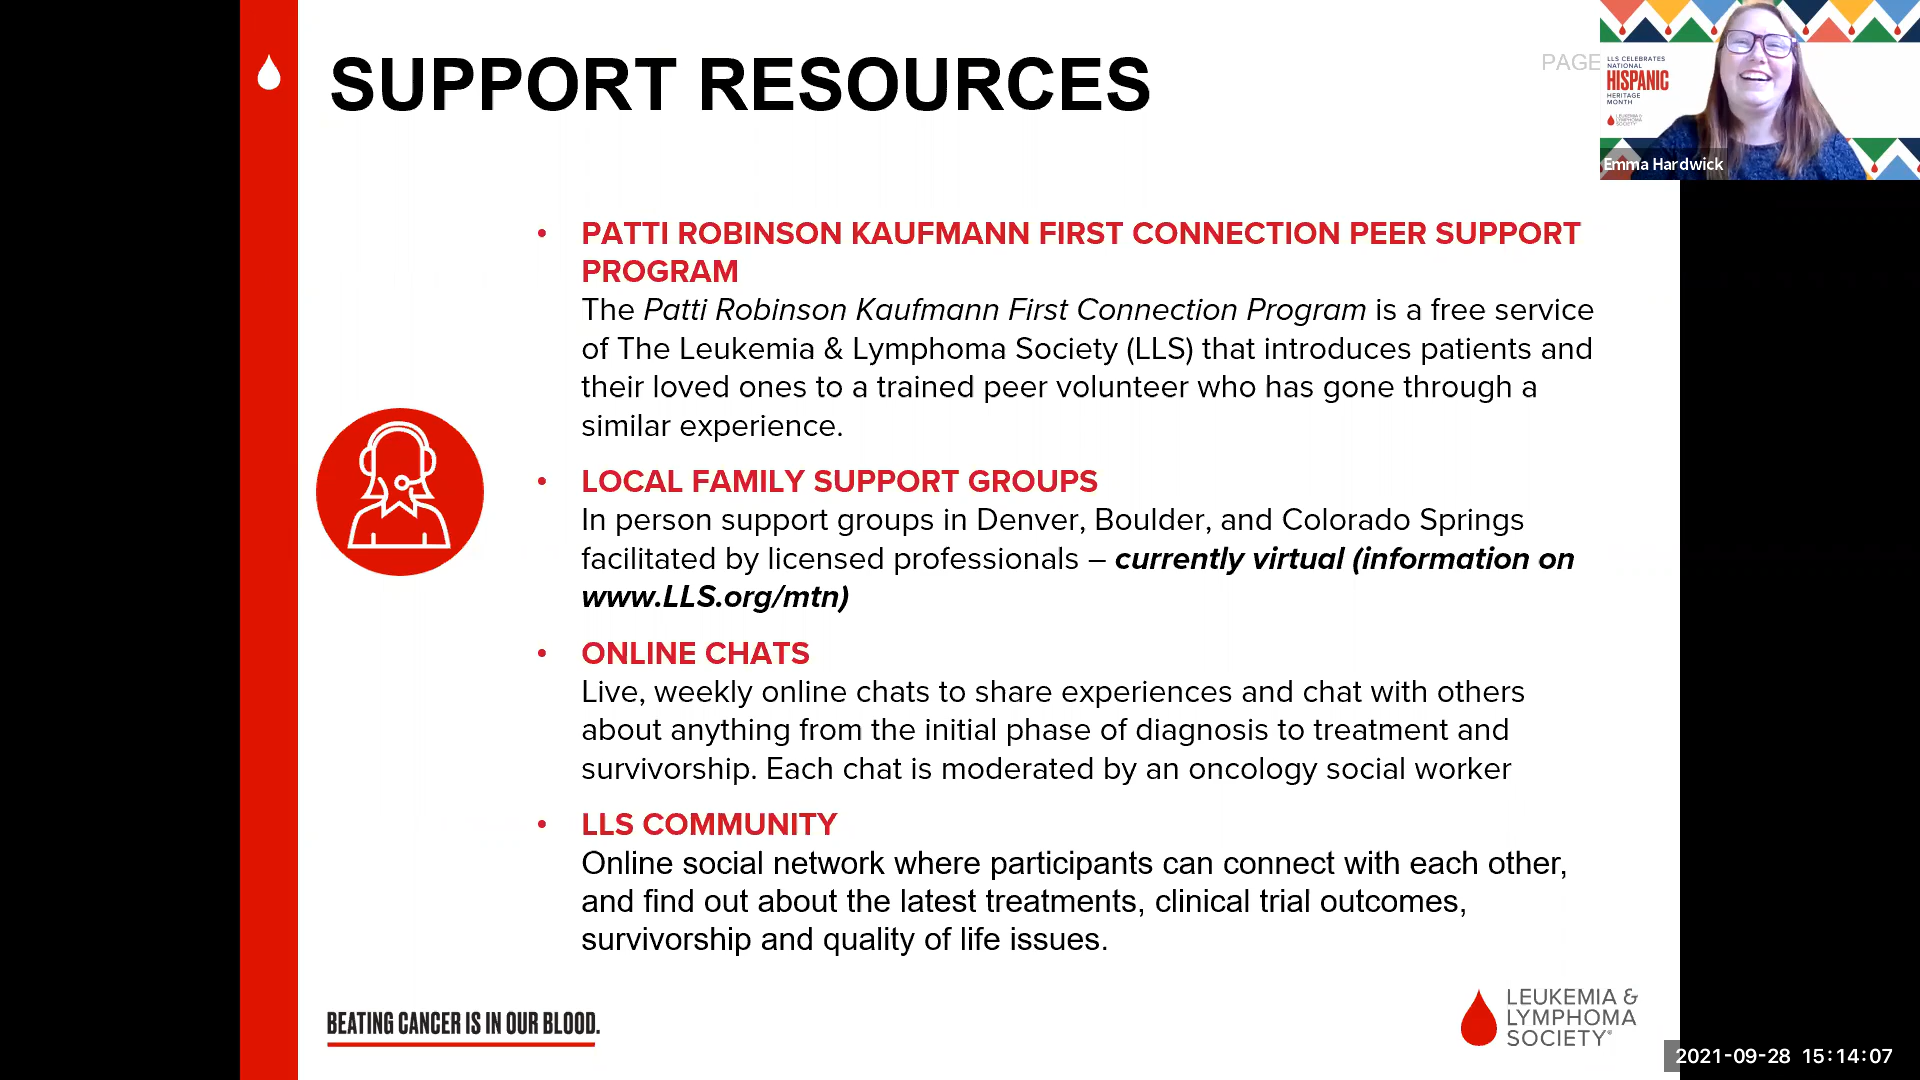 SUPPORT RESOURCES
PAGE
LLS CELEBRATES
NATIONAL
HISPANIC
HERITAGE
MONTH
LEUKEMIA &
LYMPHOMA
SOCIETY
Emma Hardwick
• PATTI ROBINSON KAUFMANN FIRST CONNECTION PEER SUPPORT
PROGRAM
The Patti Robinson Kaufmann First Connection Program is a free service
of The Leukemia & Lymphoma Society (LLS) that introduces patients and
their loved ones to a trained peer volunteer who has gone through a
similar experience.
• LOCAL FAMILY SUPPORT GROUPS
In person support groups in Denver, Boulder, and Colorado Springs
facilitated by licensed professionals – currently virtual (information on
www.LLS.org/mtn)
• ONLINE CHATS
Live, weekly online chats to share experiences and chat with others
about anything from the initial phase of diagnosis to treatment and
survivorship. Each chat is moderated by an oncology social worker
• LLS COMMUNITY
Online social network where participants can connect with each other,
and find out about the latest treatments, clinical trial outcomes,
survivorship and quality of life issues.
BEATING CANCER IS IN OUR BLOOD.
LEUKEMIA &
LYMPHOMA
SOCIETY®
2021-09-28 15:14:07